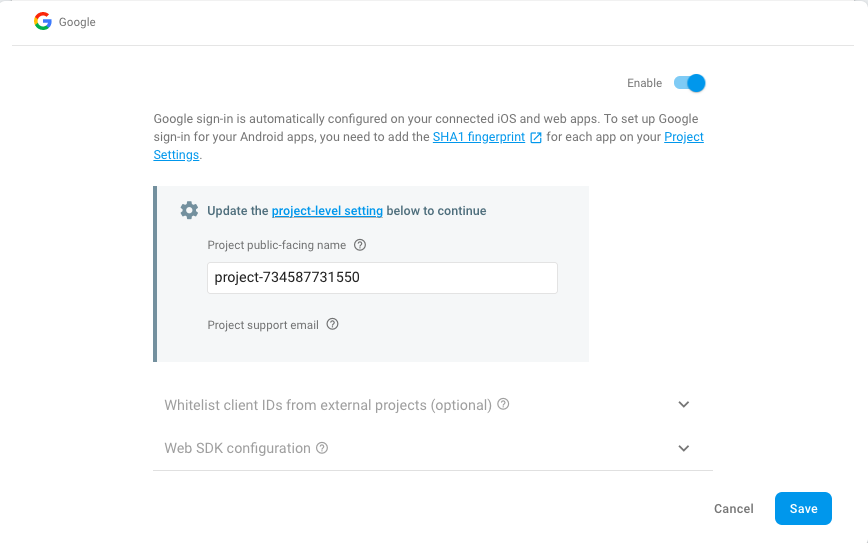 Google
Enable
Google sign-in is automatically configured on your connected iOS and web apps. To set up Google
sign-in for your Android apps, you need to add the SHA1 fingerprint for each app on your Project
Settings.
Update the project-level setting below to continue
Project public-facing name
project-734587731550
Project support email
Whitelist client IDs from external projects (optional)
Web SDK configuration
Cancel Save